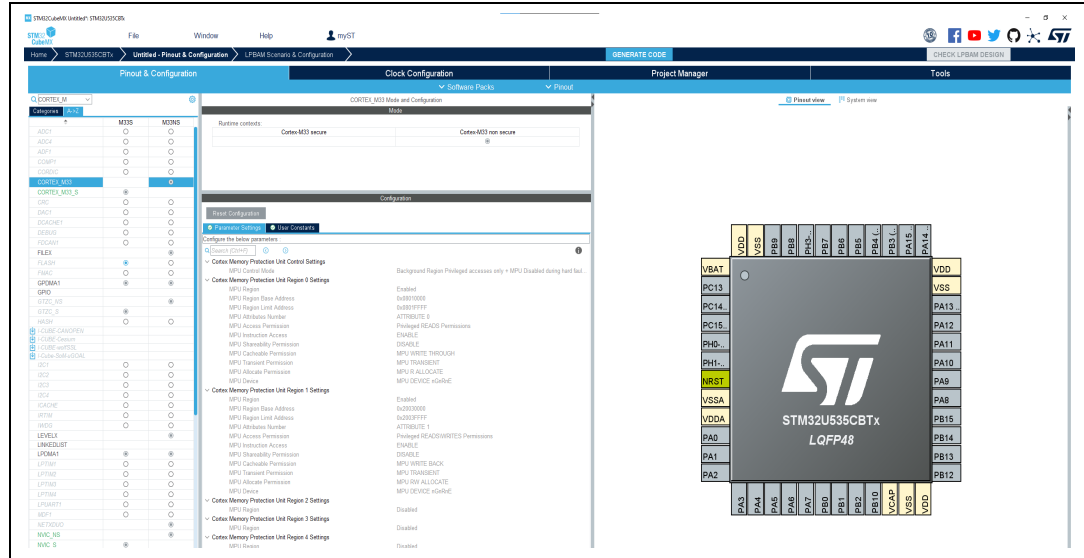 STM32CubeMX Untitled*: STM32U535CBTx
STM32
CubeMX
File
Window
Help
myST
Home
STM32U535CBTx
Untitled - Pinout & Configuration
LPBAM Scenario & Configuration
GENERATE CODE
CHECK LPBAM DESIGN
Pinout & Configuration
Clock Configuration
Project Manager
Tools
Software Packs
Pinout
CORTEX_M
Categories A->Z
M33S M33NS
ADC1
ADC4
ADF1
COMP1
CORDIC
CORTEX_M33
CORTEX_M33_S
CRC
DAC1
DCACHE1
DEBUG
FDCAN1
FILEX
FLASH
FMAC
GPDMA1
GPIO
GTZC_NS
GTZC_S
HASH
I-CUBE-CANOPEN
I-CUBE-Cesium
I-CUBE-wolfSSL
I-Cube-SoM-uGOAL
I2C1
I2C2
I2C3
I2C4
ICACHE
IRTIM
IWDG
LEVELX
LINKEDLIST
LPDMA1
LPTIM1
LPTIM2
LPTIM3
LPTIM4
LPUART1
MDF1
NETXDUO
NVIC_NS
NVIC_S
CORTEX_M33 Mode and Configuration
Mode
Runtime contexts:
Cortex-M33 secure Cortex-M33 non secure
Configuration
Reset Configuration
Parameter Settings User Constants
Configure the below parameters :
Search (Ctrl+F)
Cortex Memory Protection Unit Control Settings
MPU Control Mode Background Region Privileged accesses only + MPU Disabled during hard faul...
Cortex Memory Protection Unit Region 0 Settings
MPU Region Enabled
MPU Region Base Address 0x08010000
MPU Region Limit Address 0x0801FFFF
MPU Attributes Number ATTRIBUTE 0
MPU Access Permission Privileged READS Permissions
MPU Instruction Access ENABLE
MPU Shareability Permission DISABLE
MPU Cacheable Permission MPU WRITE THROUGH
MPU Transient Permission MPU TRANSIENT
MPU Allocate Permission MPU R.ALLOCATE
MPU Device MPU DEVICE nGnRnE
Cortex Memory Protection Unit Region 1 Settings
MPU Region Enabled
MPU Region Base Address 0x20030000
MPU Region Limit Address 0x2003FFFF
MPU Attributes Number ATTRIBUTE 1
MPU Access Permission Privileged READS\WRITES Permissions
MPU Instruction Access ENABLE
MPU Shareability Permission DISABLE
MPU Cacheable Permission MPU WRITE BACK
MPU Transient Permission MPU TRANSIENT
MPU Allocate Permission MPU RW ALLOCATE
MPU Device MPU DEVICE nGnRnE
Cortex Memory Protection Unit Region 2 Settings
MPU Region Disabled
Cortex Memory Protection Unit Region 3 Settings
MPU Region Disabled
Cortex Memory Protection Unit Region 4 Settings
MPU Region Disabled
Pinout view
System view
VDD
VSS
PB9
PB8
PH3-..
PB7
PB6
PB5
PB4 (..
PB3 (..
PA15..
PA14..
VBAT
PC13
PC14..
PC15..
PH0-..
PH1-..
NRST
VSSA
VDDA
PA0
PA1
PA2
VDD
VSS
PA13 ..
PA12
PA11
PA10
PA9
PA8
PB15
PB14
PB13
PB12
STM32U535CBTx
LQFP48
PA3
PA4
PA5
PA6
PA7
PB0
PB1
PB2
PB10
VCAP
VSS
VDD